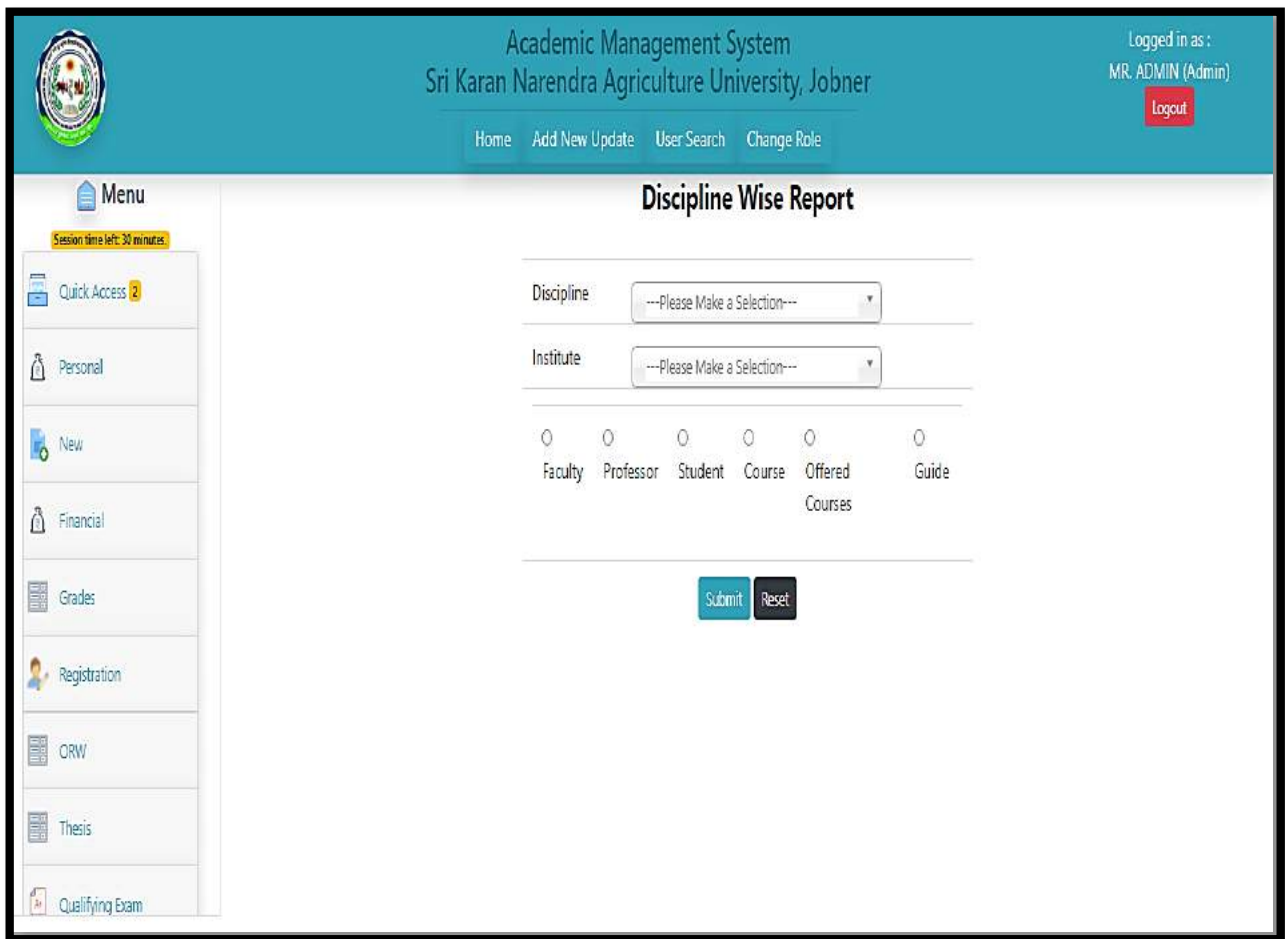 Academic Management System
Sri Karan Narendra Agriculture University, Jobner
Home Add New Update User Search Change Role
Logged in as :
MR. ADMIN (Admin)
Logout
Menu
Session time left: 30 minutes.
Quick Access 2
Personal
New
Financial
Grades
Registration
ORW
Thesis
Qualifying Exam
Discipline Wise Report
Discipline ---Please Make a Selection---
Institute ---Please Make a Selection---
Faculty Professor Student Course Offered Courses Guide
Submit Reset